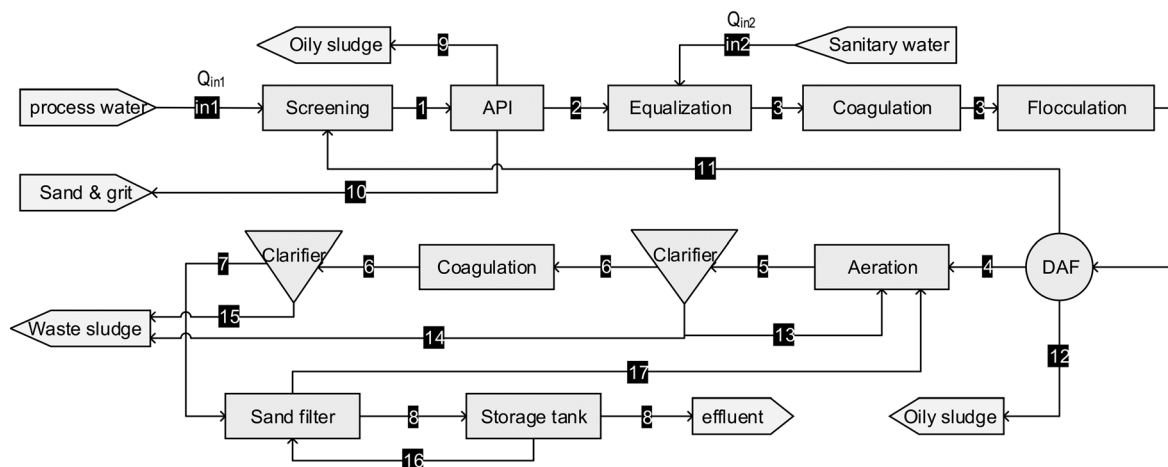 Qin1
Qin2
Oily sludge
9
in2
Sanitary water
process water
in1
Screening
1
API
2
Equalization
3
Coagulation
3
Flocculation
11
Sand & grit
10
7
Clarifier
6
Coagulation
6
Clarifier
5
Aeration
4
DAF
15
Waste sludge
14
13
17
12
Sand filter
8
Storage tank
8
effluent
Oily sludge
16